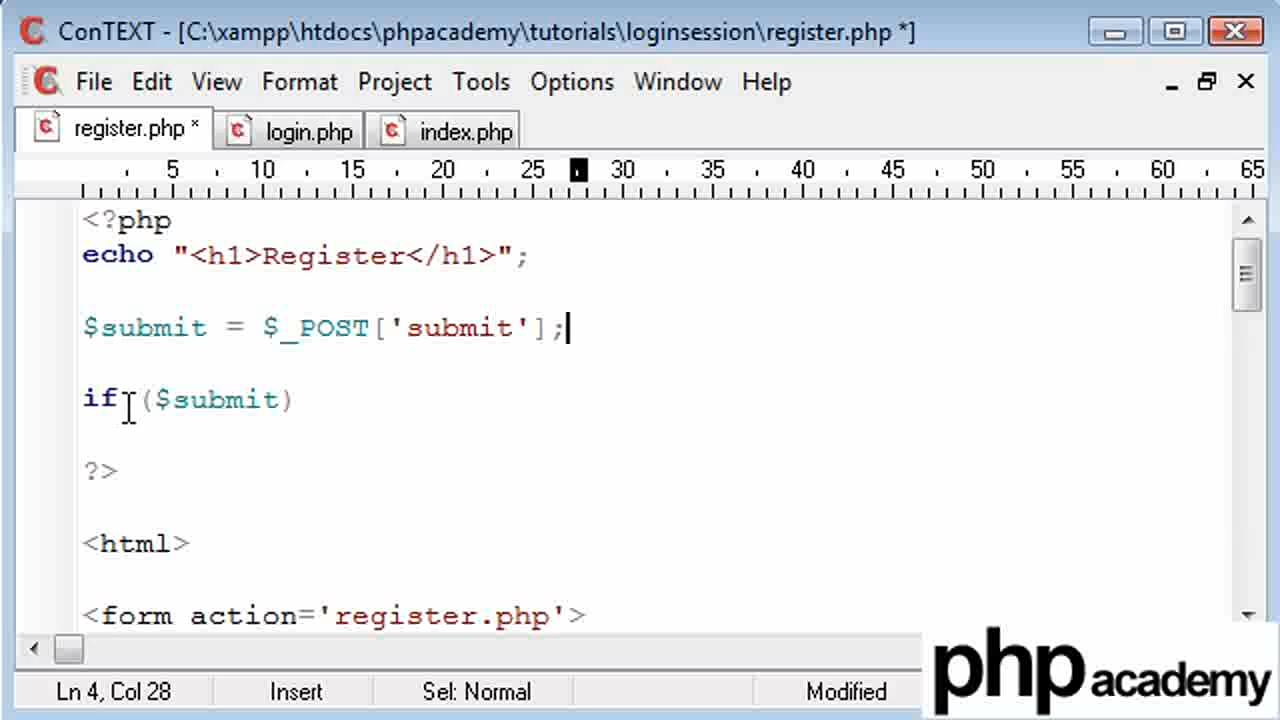 ConTEXT - [C:\xampp\htdocs\phpacademy\tutorials\loginsession\register.php *]
File Edit View Format Project Tools Options Window Help
register.php * login.php index.php
5 10 15 20 25 30 35 40 45 50 55 60 65
<?php
echo "<h1>Register</h1>";
$submit = $_POST['submit'];
if ($submit)
?>
<html>
<form action='register.php'>
Ln 4, Col 28 Insert Sel: Normal Modified
php academy